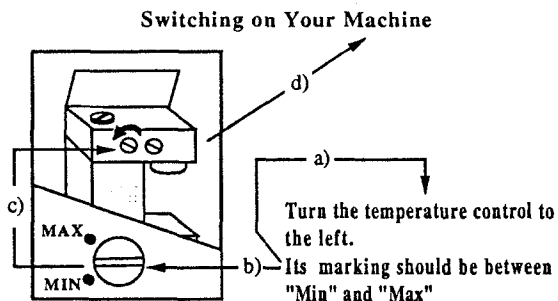 Switching on Your Machine
d)
a)
c)
Turn the temperature control to
the left.
MAX
b)
Its marking should be between
MIN
"Min" and "Max"